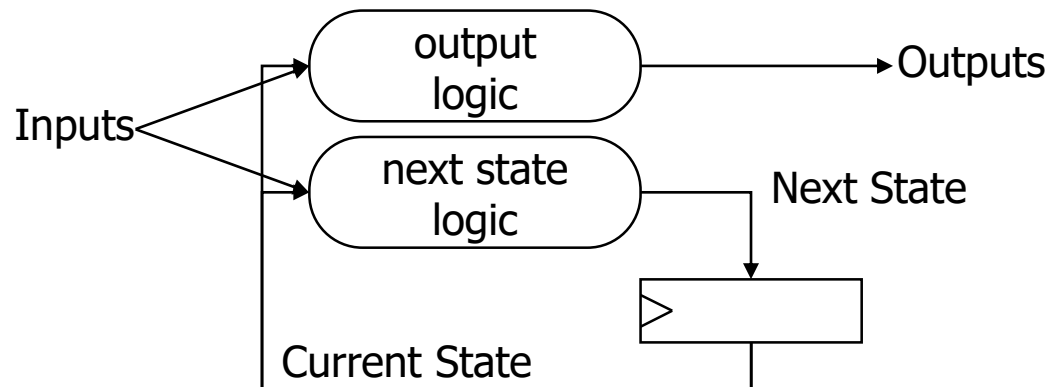 output
logic
Outputs
Inputs
next state
logic
Next State
Current State